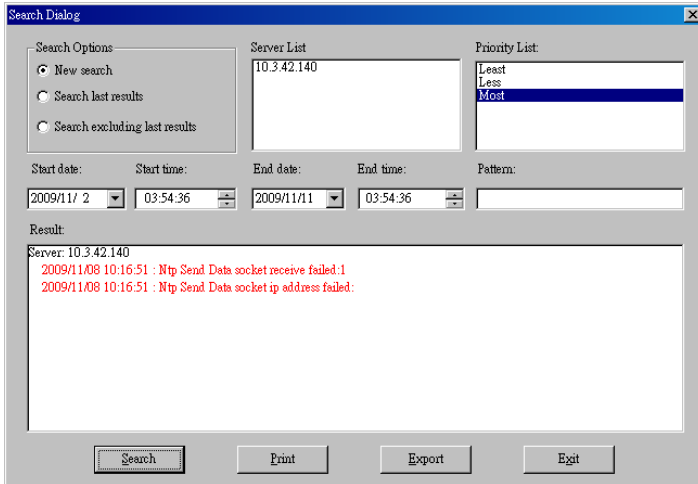 Search Dialog
Search Options
New search
Search last results
Search excluding last results
Server List
10.3.42.140
Priority List:
Least
Less
Most
Start date:
Start time:
End date:
End time:
Pattern:
2009/11/ 2
03:54:36
2009/11/11
03:54:36
Result:
Server: 10.3.42.140
2009/11/08 10:16:51 : Ntp Send Data socket receive failed:1
2009/11/08 10:16:51 : Ntp Send Data socket ip address failed:
Search
Print
Export
Exit